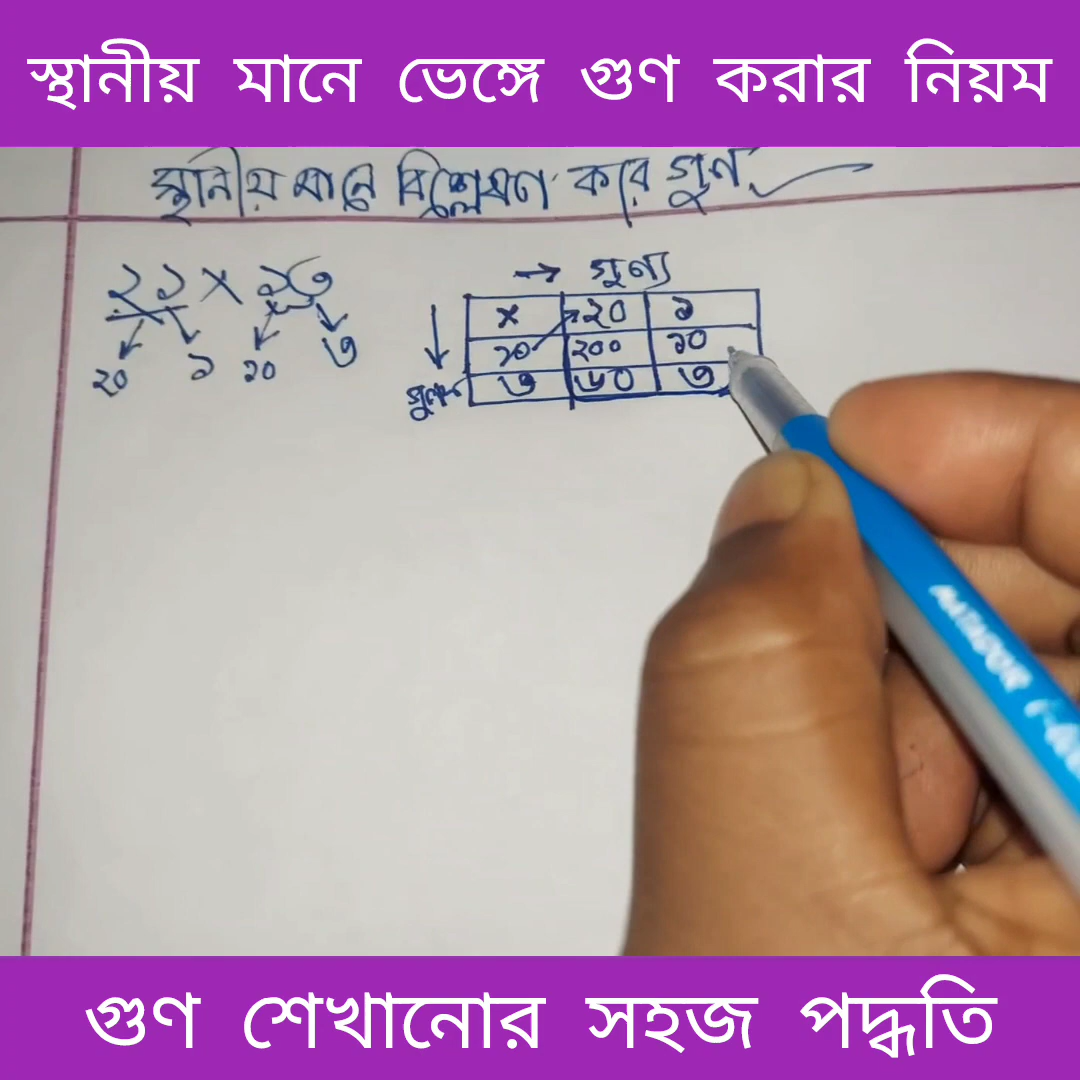 স্থানীয় মানে ভেঙ্গে গুণ করার নিয়ম
স্থানীয় মানে বিশ্লেষণ করে গুণ
২১ × ১৩
২০ ১ ১০ ৩
→ গুণ্য
× ২০ ১
১০ ২০০ ১০
৩ ৬০ ৩
গুণক
MATADOR i-
গুণ শেখানোর সহজ পদ্ধতি